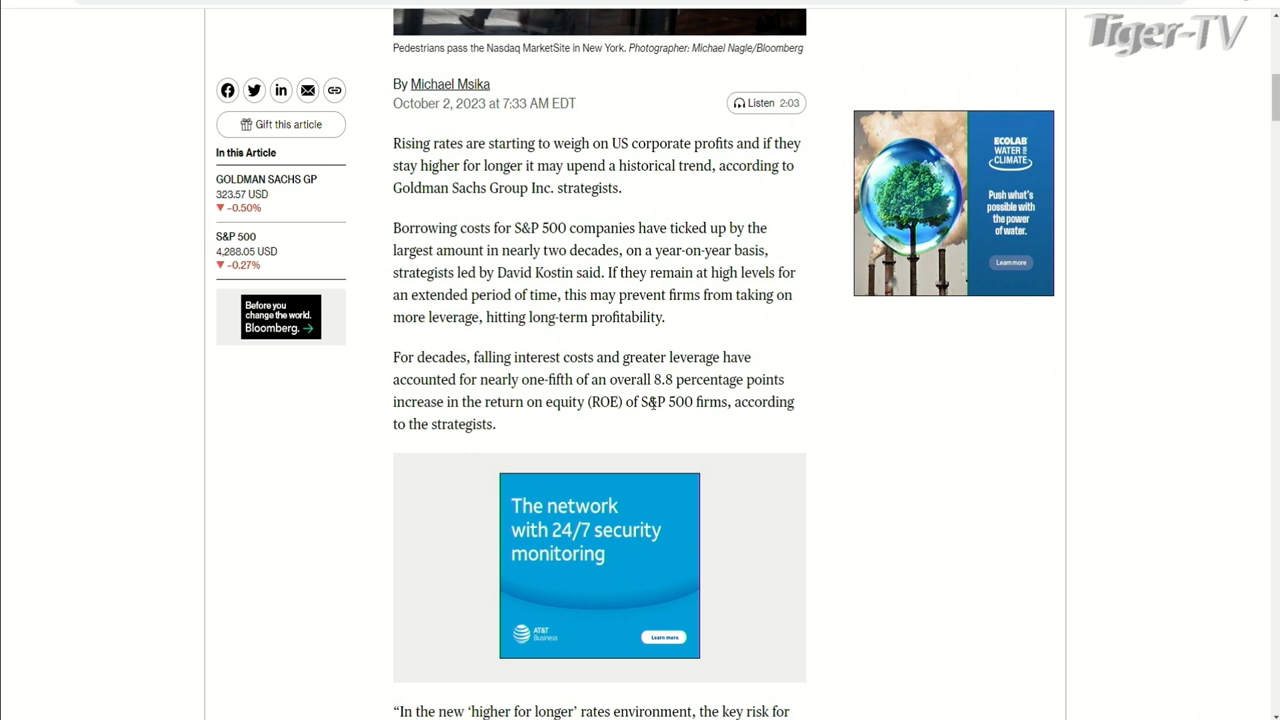 Tiger-TV
Pedestrians pass the Nasdaq MarketSite in New York. Photographer: Michael Nagle/Bloomberg
By Michael Msika
October 2, 2023 at 7:33 AM EDT
Listen 2:03
Gift this article
In this Article
GOLDMAN SACHS GP
323.57 USD
▼ -0.50%
S&P 500
4,288.05 USD
▼ -0.27%
Before you
change the world.
Bloomberg. →
Rising rates are starting to weigh on US corporate profits and if they
stay higher for longer it may upend a historical trend, according to
Goldman Sachs Group Inc. strategists.
Borrowing costs for S&P 500 companies have ticked up by the
largest amount in nearly two decades, on a year-on-year basis,
strategists led by David Kostin said. If they remain at high levels for
an extended period of time, this may prevent firms from taking on
more leverage, hitting long-term profitability.
For decades, falling interest costs and greater leverage have
accounted for nearly one-fifth of an overall 8.8 percentage points
increase in the return on equity (ROE) of S&P 500 firms, according
to the strategists.
ECOLAB
WATER FOR
CLIMATE
Push what's
possible with
the power
of water.
Learn more
The network
with 24/7 security
monitoring
AT&T
Business
Learn more
“In the new ‘higher for longer’ rates environment, the key risk for